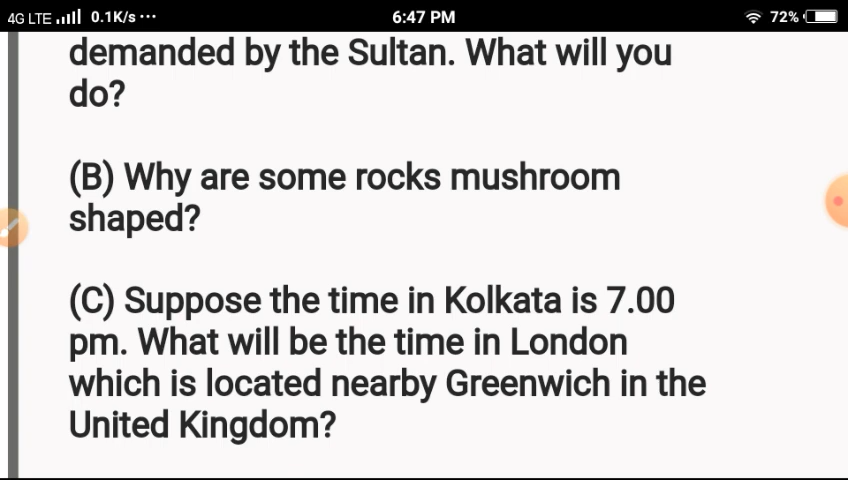 4G LTE 0.1K/s ... 6:47 PM 72%
demanded by the Sultan. What will you
do?
(B) Why are some rocks mushroom
shaped?
(C) Suppose the time in Kolkata is 7.00
pm. What will be the time in London
which is located nearby Greenwich in the
United Kingdom?